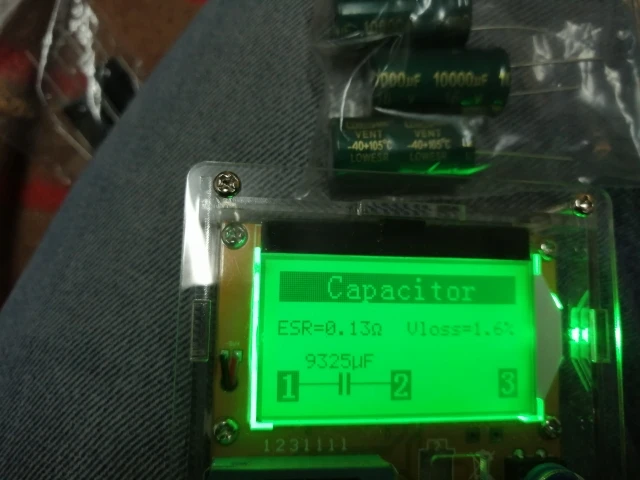 10000µF
VENT VENT
-40+105°C -40+105°C
LOWESR LOWESR
Capacitor
ESR=0.13Ω Vloss=1.6%
9325µF
1 2 3
1231111